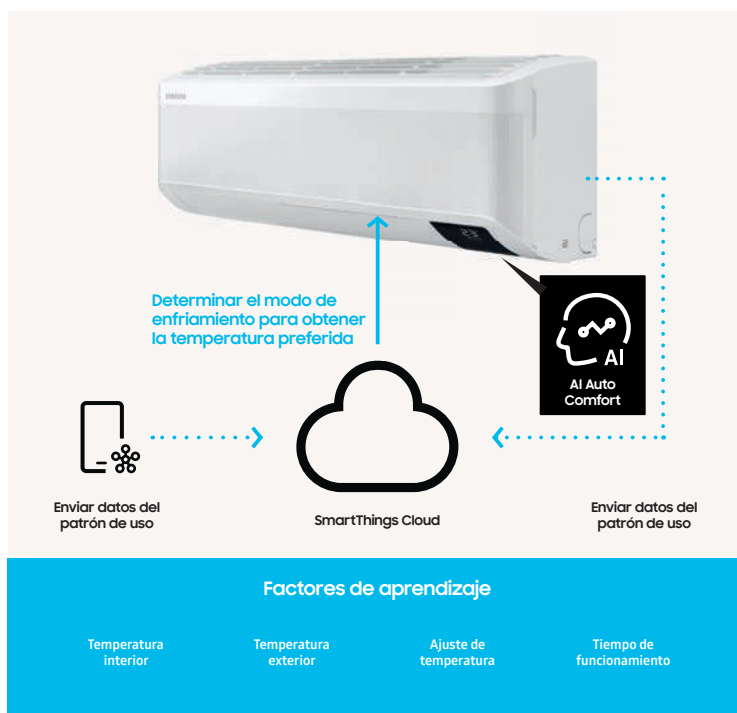 SAMSUNG
Determinar el modo de
enfriamiento para obtener
la temperatura preferida
AI
AI Auto
Comfort
Enviar datos del
patrón de uso
SmartThings Cloud
Enviar datos del
patrón de uso
Factores de aprendizaje
Temperatura
interior
Temperatura
exterior
Ajuste de
temperatura
Tiempo de
funcionamiento